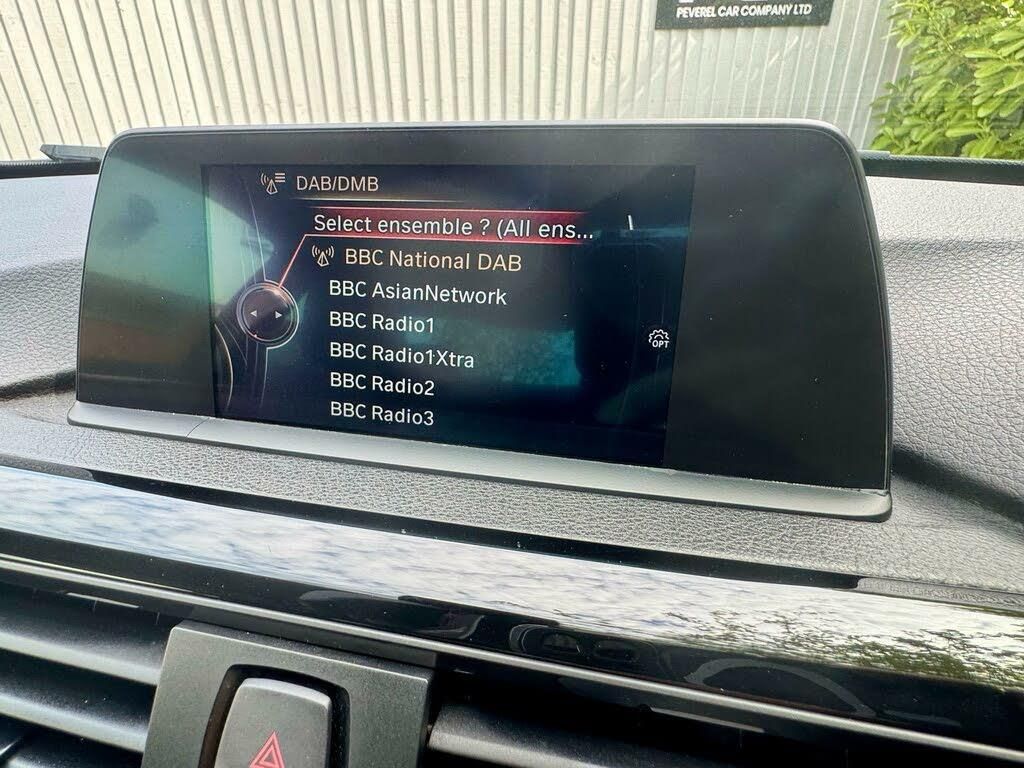 PEVEREL CAR COMPANY LTD
DAB/DMB
Select ensemble ? (All ens...
BBC National DAB
BBC AsianNetwork
BBC Radio1
OPT
BBC Radio1Xtra
BBC Radio2
BBC Radio3